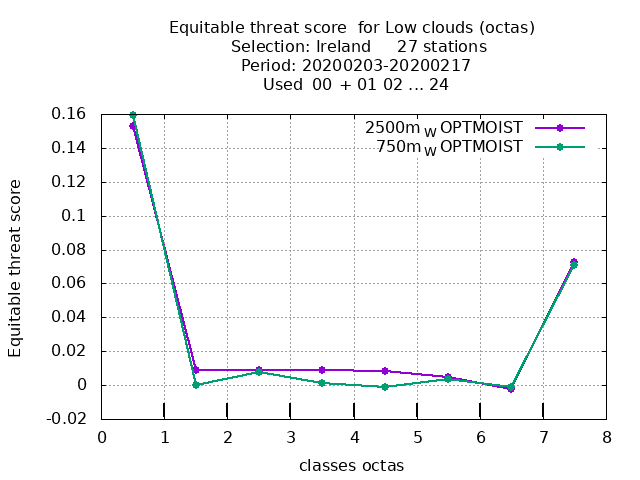 Equitable threat score  for Low clouds (octas)
Selection: Ireland     27 stations
Period: 20200203-20200217
Used  00 + 01 02 ... 24
2500m_W OPTMOIST
750m_W OPTMOIST
0.16
0.14
0.12
0.1
0.08
0.06
0.04
0.02
0
-0.02
Equitable threat score
0 1 2 3 4 5 6 7 8
classes octas